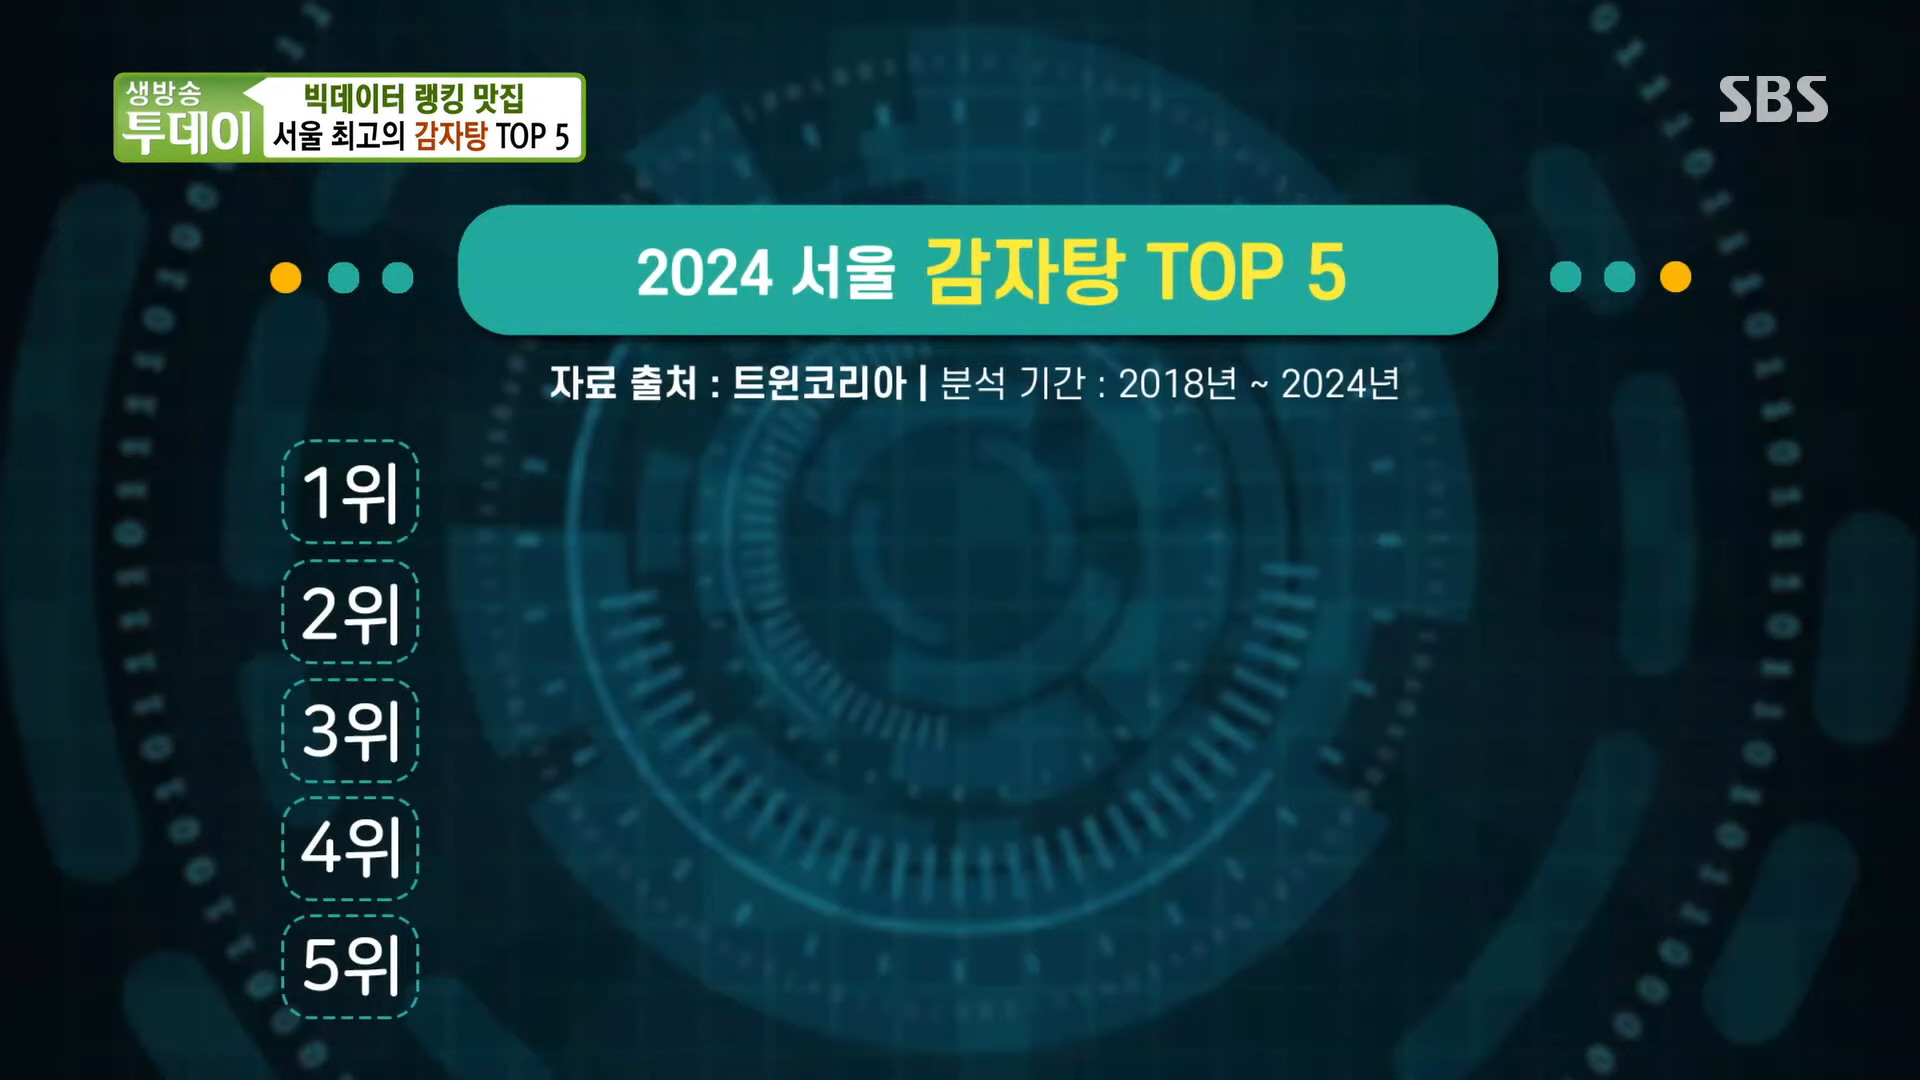 생방송
투데이
빅데이터 랭킹 맛집
서울 최고의 감자탕 TOP 5
SBS
2024 서울 감자탕 TOP 5
자료 출처 : 트윈코리아 | 분석 기간 : 2018년 ~ 2024년
1위
2위
3위
4위
5위